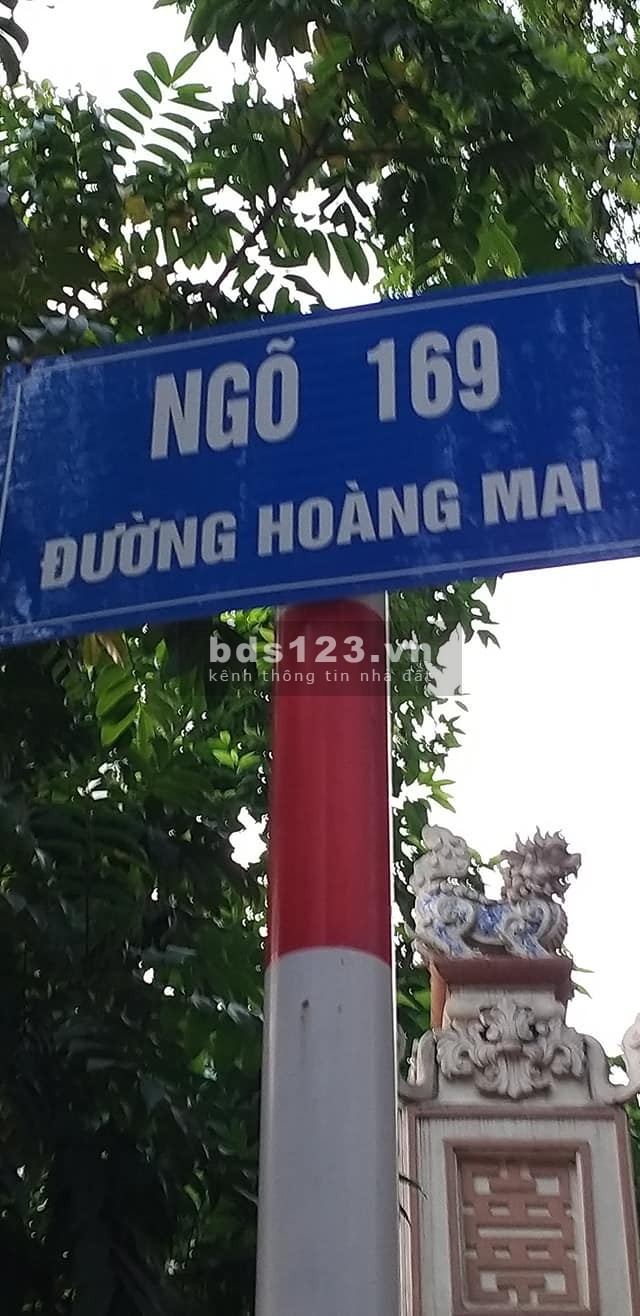 NGÕ 169
ĐƯỜNG HOÀNG MAI
bds123.vn
kênh thông tin nhà đất